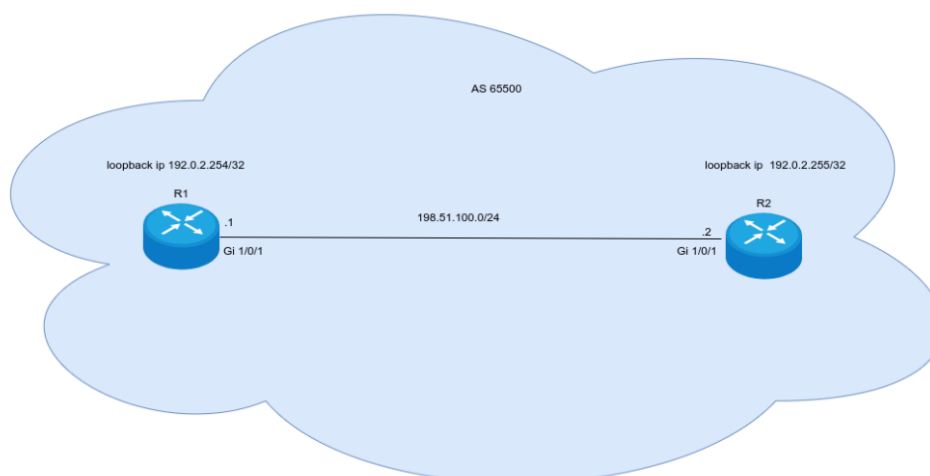 AS 65500
loopback ip 192.0.2.254/32
loopback ip 192.0.2.255/32
R1
R2
.1
198.51.100.0/24
.2
Gi 1/0/1
Gi 1/0/1